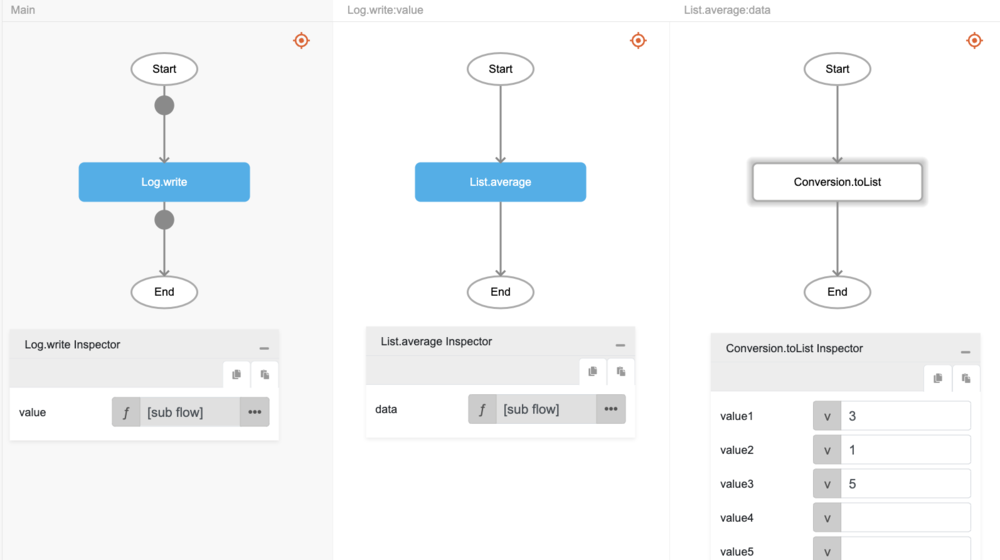 Main
Log.write:value
List.average:data
Start
Start
Start
Log.write
List.average
Conversion.toList
End
End
End
Log.write Inspector
List.average Inspector
Conversion.toList Inspector
value
f [sub flow] •••
data
f [sub flow] •••
value1 v 3
value2 v 1
value3 v 5
value4 v
value5 v